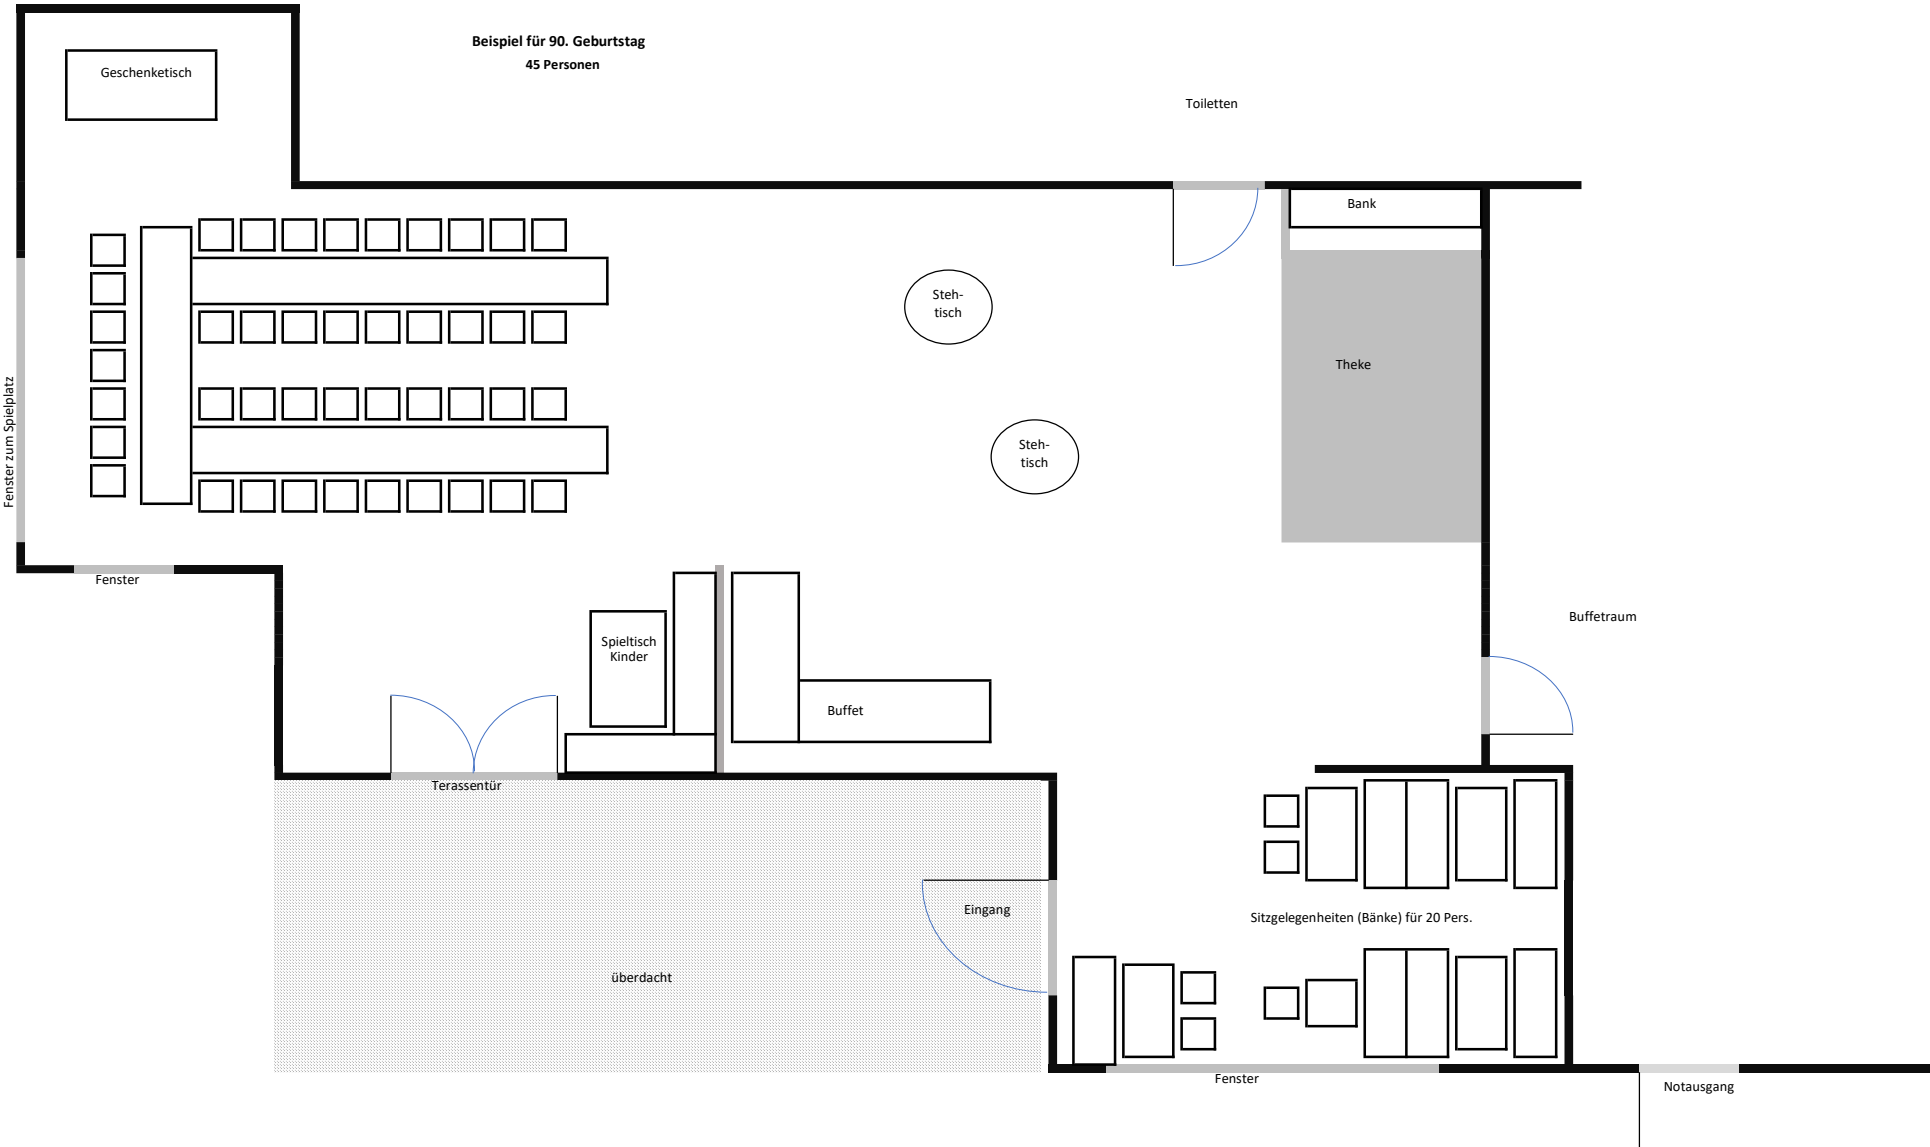 Beispiel für 90. Geburtstag
45 Personen
Geschenketisch
Toiletten
Bank
Steh-
tisch
Theke
Steh-
tisch
Fenster zum Spielplatz
Fenster
Buffetraum
Spieltisch
Kinder
Buffet
Terassentür
Eingang
Sitzgelegenheiten (Bänke) für 20 Pers.
überdacht
Fenster
Notausgang